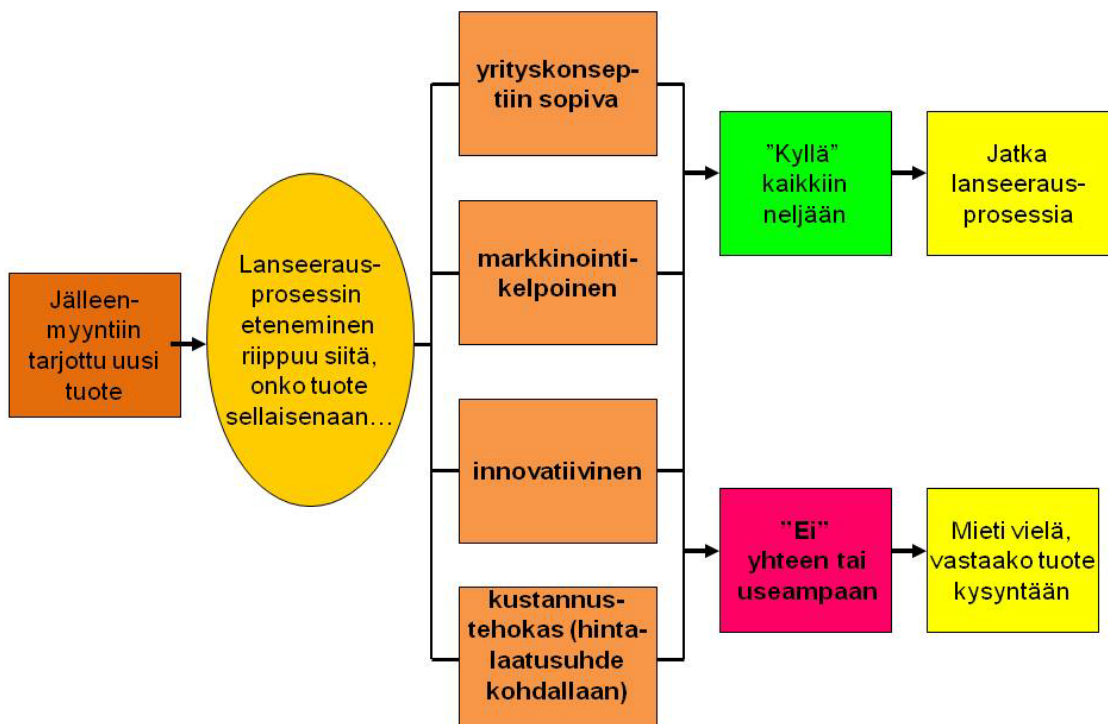 Jälleen-
myyntiin
tarjottu uusi
tuote
Lanseeraus-
prosessin
eteneminen
riippuu siitä,
onko tuote
sellaisenaan…
yrityskonsep-
tiin sopiva
markkinointi-
kelpoinen
innovatiivinen
kustannus-
tehokas (hinta-
laatusuhde
kohdallaan)
”Kyllä”
kaikkiin
neljään
Jatka
lanseeraus-
prosessia
”Ei”
yhteen tai
useampaan
Mieti vielä,
vastaako tuote
kysyntään